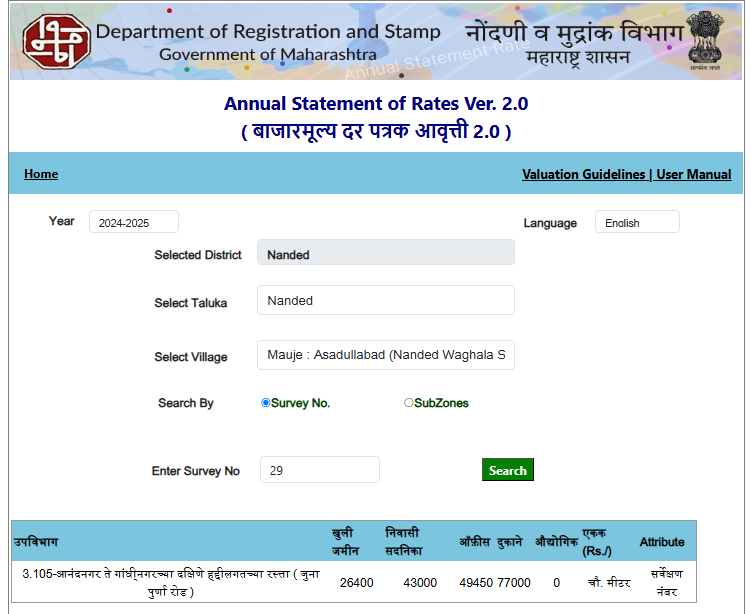 Department of Registration and Stamp
Government of Maharashtra
नोंदणी व मुद्रांक विभाग
महाराष्ट्र शासन
Annual Statement Rate
सत्यमेव जयते
Annual Statement of Rates Ver. 2.0
( बाजारमूल्य दर पत्रक आवृत्ती 2.0 )
Home
Valuation Guidelines | User Manual
Year 2024-2025 Language English
Selected District Nanded
Select Taluka Nanded
Select Village Mauje : Asadullabad (Nanded Waghala S
Search By Survey No. SubZones
Enter Survey No 29 Search
उपविभाग खुली जमीन निवासी सदनिका ऑफ़ीस दुकाने औद्योगिक एकक (Rs./) Attribute
3.105-आनंदनगर ते गांधीनगरच्या दक्षिणे हद्दीलगतच्या रस्ता ( जुना
पुर्णा रोड ) 26400 43000 49450 77000 0 चौ. मीटर सर्वेक्षण नंबर